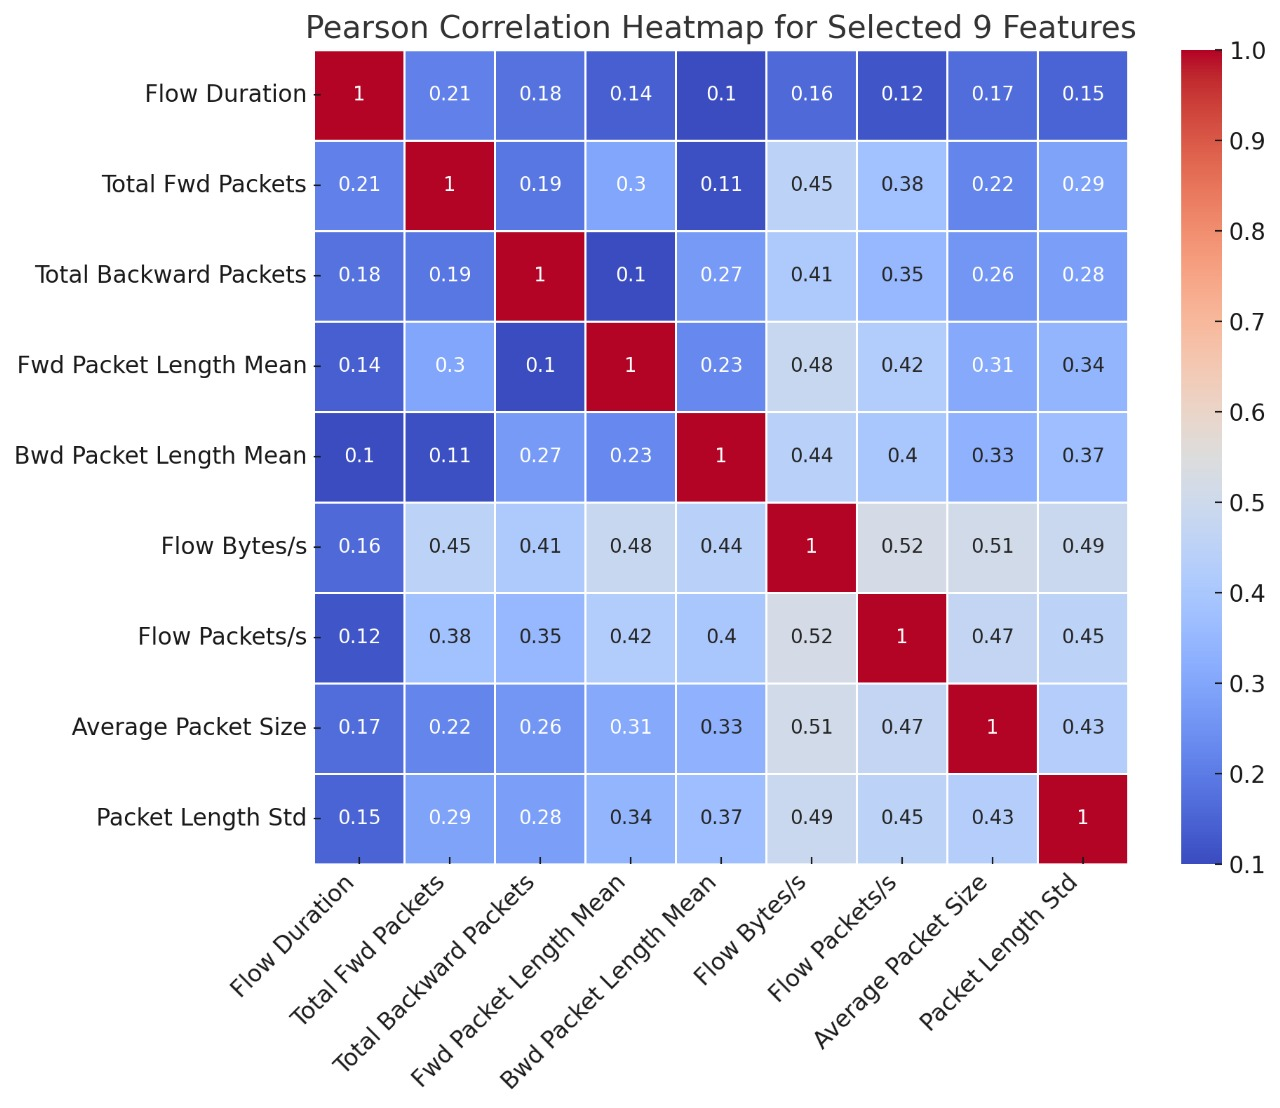 Pearson Correlation Heatmap for Selected 9 Features
Flow Duration 1 0.21 0.18 0.14 0.1 0.16 0.12 0.17 0.15
Total Fwd Packets 0.21 1 0.19 0.3 0.11 0.45 0.38 0.22 0.29
Total Backward Packets 0.18 0.19 1 0.1 0.27 0.41 0.35 0.26 0.28
Fwd Packet Length Mean 0.14 0.3 0.1 1 0.23 0.48 0.42 0.31 0.34
Bwd Packet Length Mean 0.1 0.11 0.27 0.23 1 0.44 0.4 0.33 0.37
Flow Bytes/s 0.16 0.45 0.41 0.48 0.44 1 0.52 0.51 0.49
Flow Packets/s 0.12 0.38 0.35 0.42 0.4 0.52 1 0.47 0.45
Average Packet Size 0.17 0.22 0.26 0.31 0.33 0.51 0.47 1 0.43
Packet Length Std 0.15 0.29 0.28 0.34 0.37 0.49 0.45 0.43 1
Flow Duration
Total Fwd Packets
Total Backward Packets
Fwd Packet Length Mean
Bwd Packet Length Mean
Flow Bytes/s
Flow Packets/s
Average Packet Size
Packet Length Std
1.0
0.9
0.8
0.7
0.6
0.5
0.4
0.3
0.2
0.1